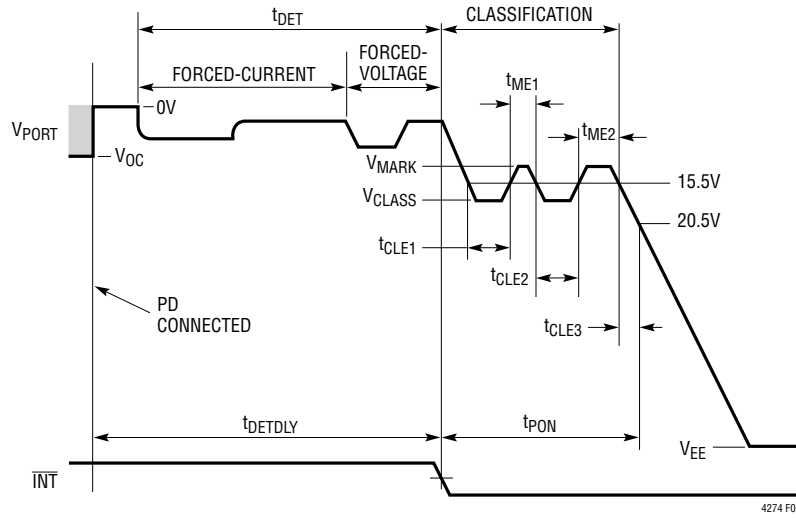 tDET
CLASSIFICATION
FORCED-CURRENT
FORCED-
VOLTAGE
tME1
0V
tME2
VPORT
VOC
VMARK
15.5V
VCLASS
20.5V
tCLE1
tCLE2
PD
CONNECTED
tCLE3
tDETDLY
tPON
VEE
INT
4274 F0